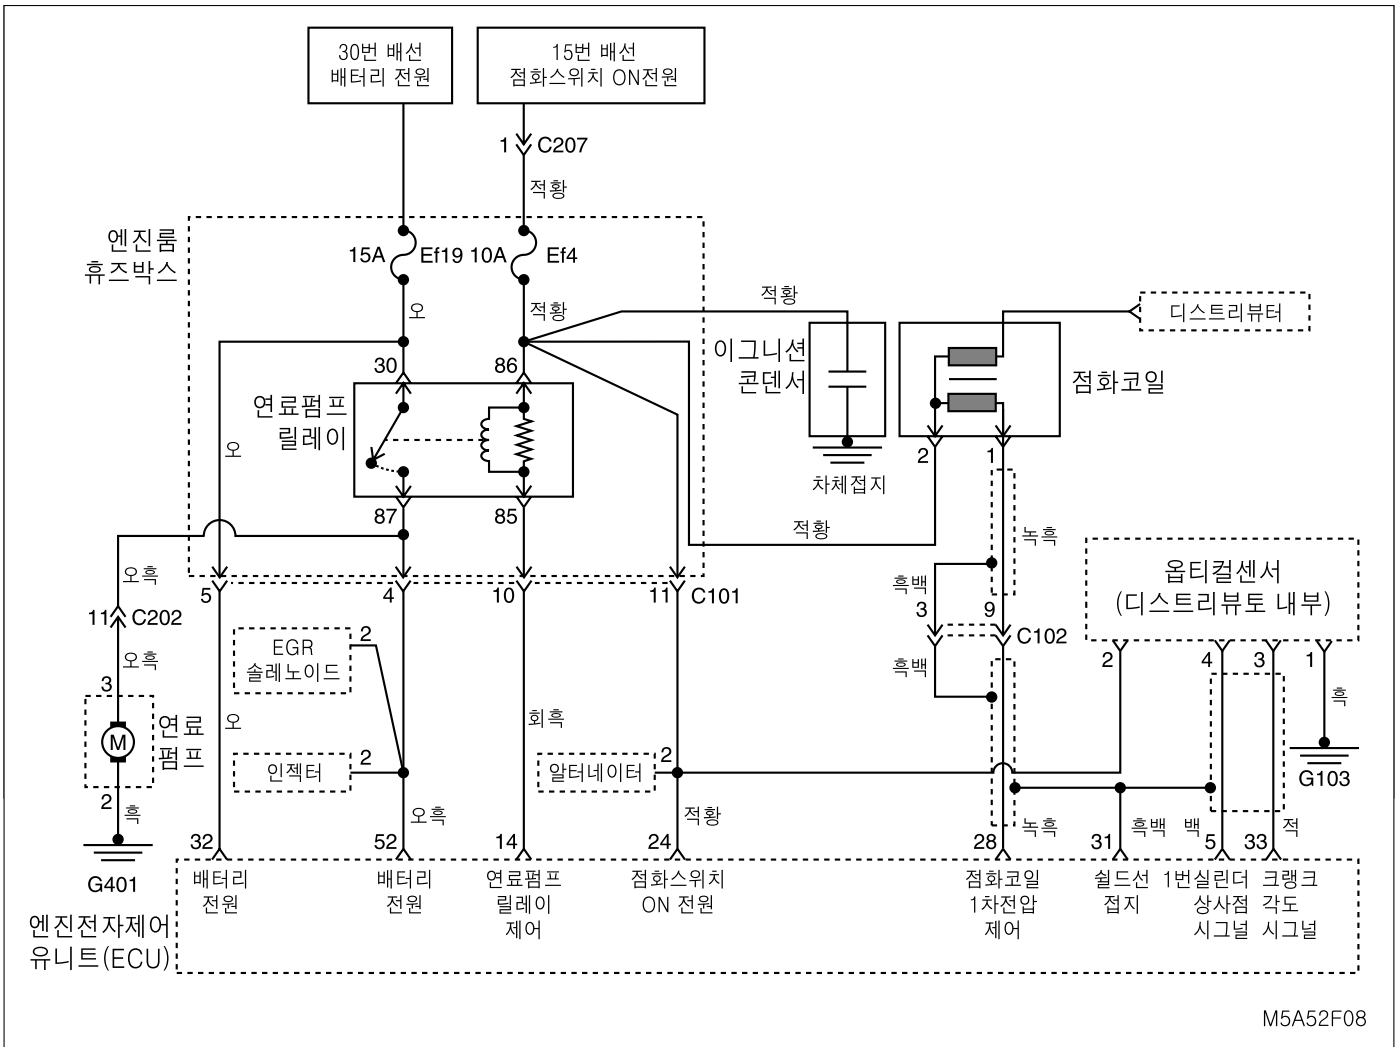 30번 배선
배터리 전원
15번 배선
점화스위치 ON전원
1 C207
적황
엔진룸
휴즈박스
15A Ef19 10A Ef4
오
적황
적황
디스트리뷰터
30
86
이그니션
콘덴서
점화코일
연료펌프
릴레이
오
2
1
차체접지
87
85
적황
녹흑
옵티컬센서
(디스트리뷰토 내부)
오흑
흑백
5
4
10
11 C101
3
9
11 C202
C102
EGR
솔레노이드
2
오흑
흑백
2
4
3
1
3
흑
연료
펌프
M
오
회흑
인젝터
2
알터네이터
2
G103
2
흑
오흑
적황
녹흑
흑백
백
적
32
52
14
24
28
31
5
33
G401
배터리
전원
배터리
전원
연료펌프
릴레이
제어
점화스위치
ON 전원
점화코일
1차전압
제어
쉴드선
접지
1번실린더
상사점
시그널
크랭크
각도
시그널
엔진전자제어
유니트(ECU)
M5A52F08